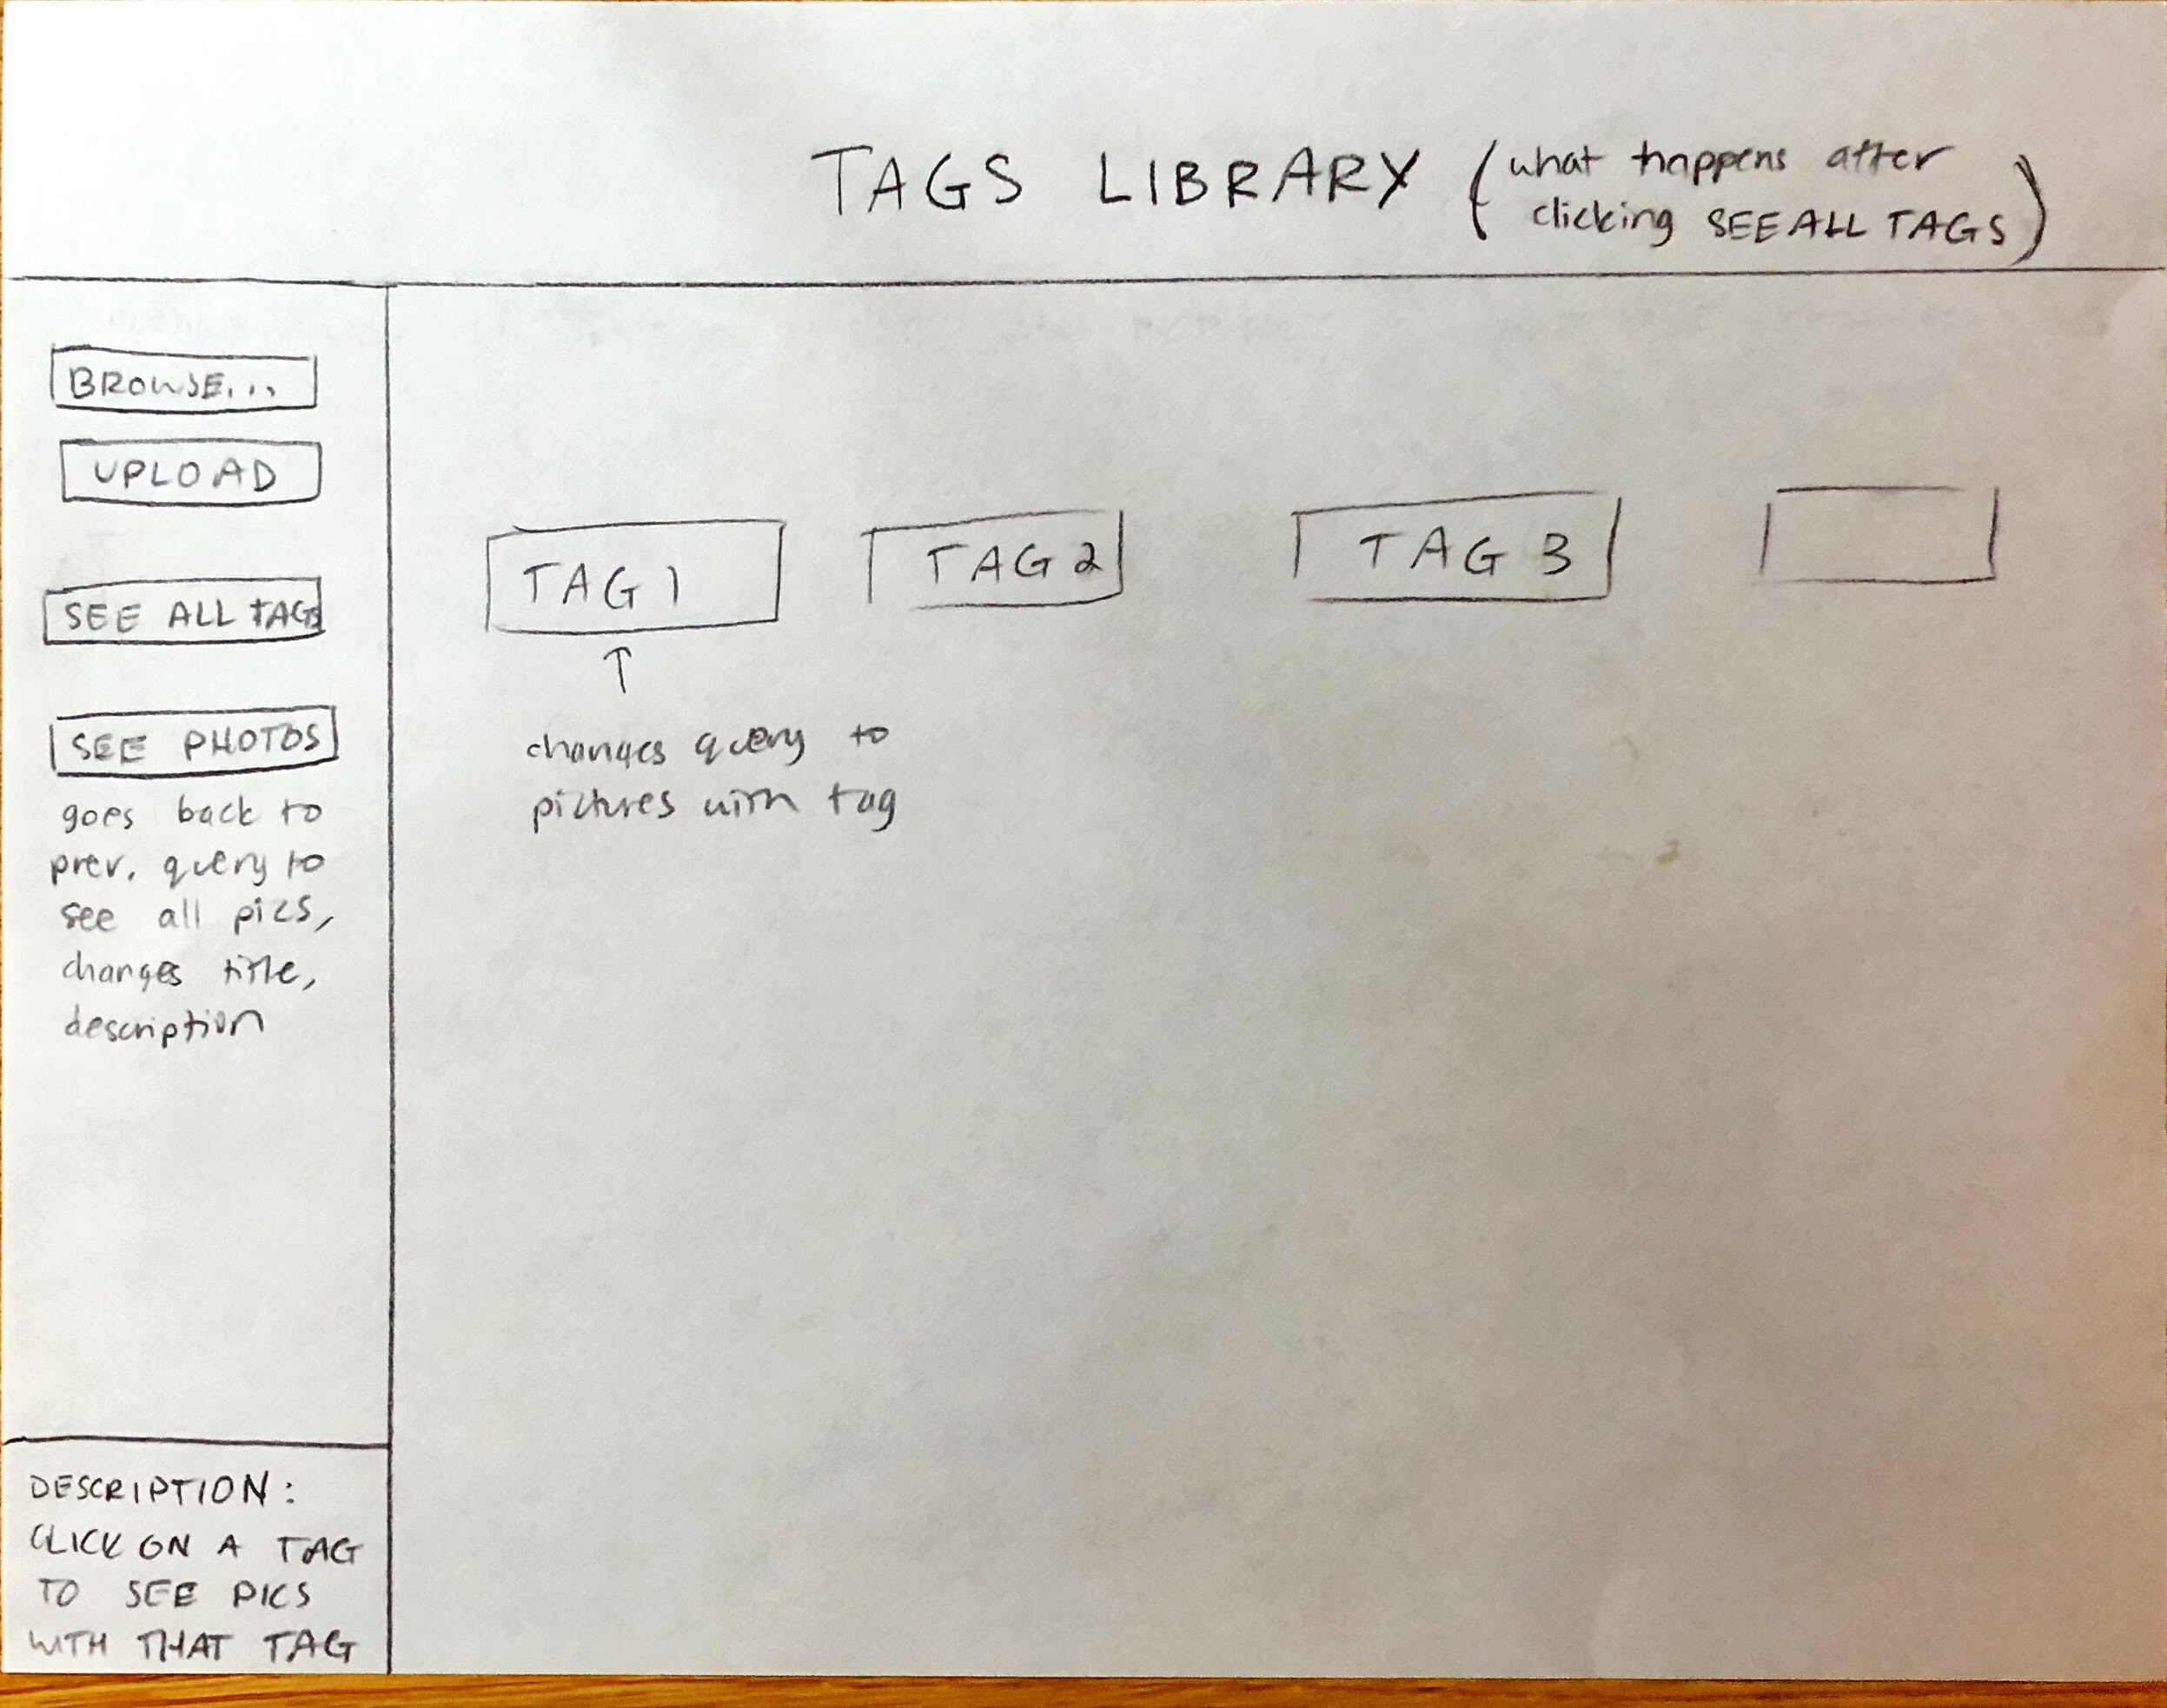 TAGS LIBRARY (what happens after
clicking SEE ALL TAGS)
BROWSE...
UPLOAD
SEE ALL TAGS
SEE PHOTOS
goes back to
prev. query to
see all pics,
changes title,
description
TAG 1
TAG 2
TAG 3
↑
changes query to
pictures with tag
DESCRIPTION:
CLICK ON A TAG
TO SEE PICS
WITH THAT TAG